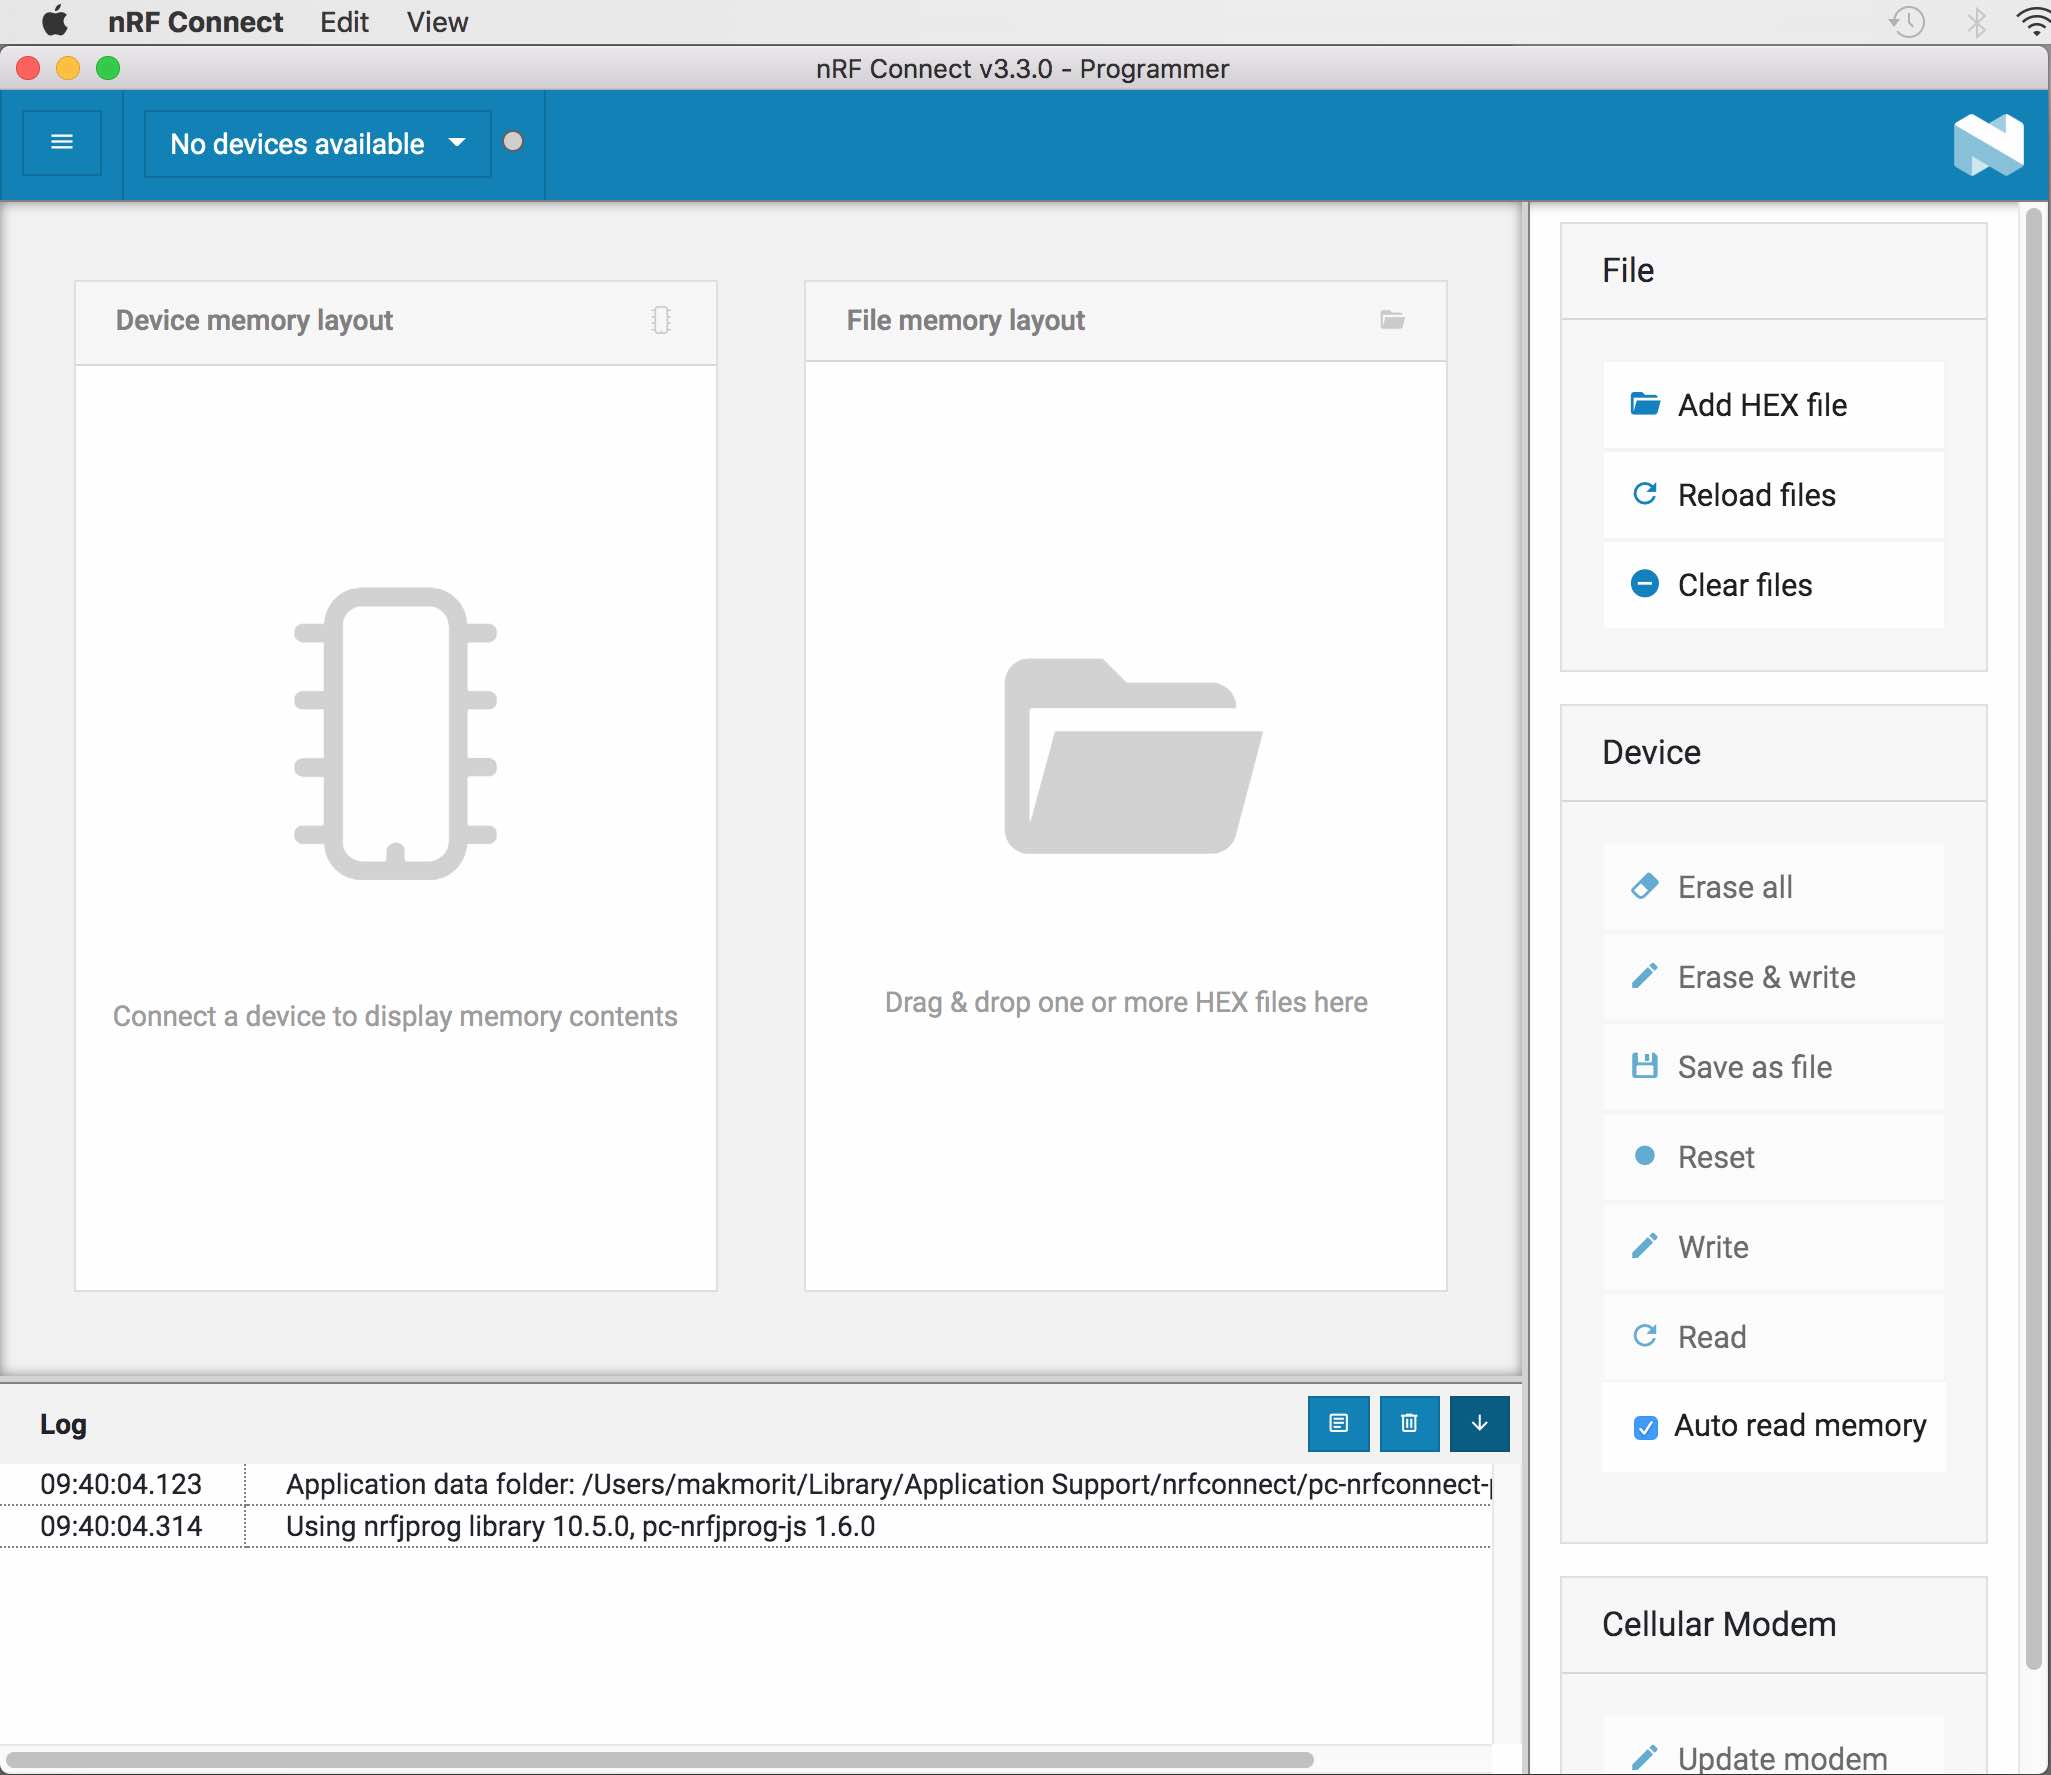 nRF Connect Edit View
nRF Connect v3.3.0 - Programmer
No devices available
Device memory layout
Connect a device to display memory contents
File memory layout
Drag & drop one or more HEX files here
File
Add HEX file
Reload files
Clear files
Device
Erase all
Erase & write
Save as file
Reset
Write
Read
Auto read memory
Cellular Modem
Update modem
Log
09:40:04.123 Application data folder: /Users/makmorit/Library/Application Support/nrfconnect/pc-nrfconnect-
09:40:04.314 Using nrfjprog library 10.5.0, pc-nrfjprog-js 1.6.0